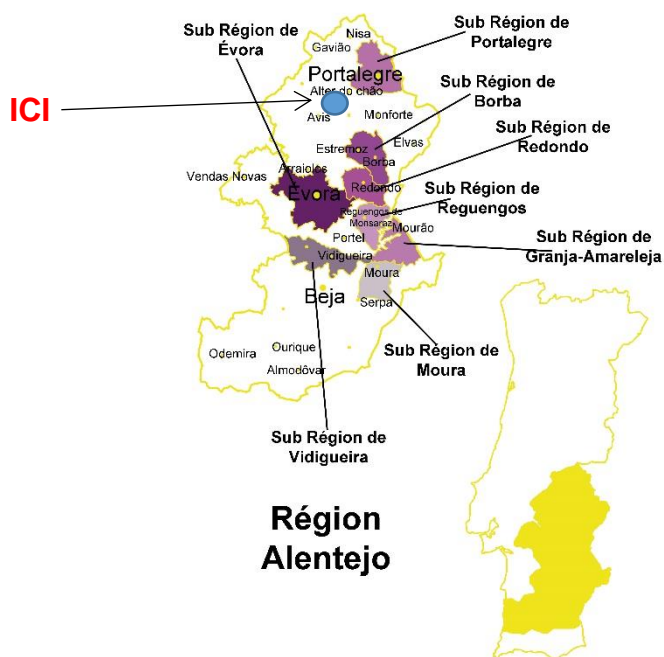 Sub Région de
Évora
Nisa
Gavião
Sub Région de
Portalegre
Portalegre
Alter do chão
ICI
Avis
Monforte
Sub Région de
Borba
Estremoz
Elvas
Borba
Sub Région de
Redondo
Arraiolos
Vendas Novas
Évora
Redondo
Sub Région de
Reguengos
Reguengos de
Monsaraz
Mourão
Portel
Sub Région de
Granja-Amareleja
Vidigueira
Moura
Beja
Serpa
Sub Région de
Moura
Ourique
Odemira
Almodôvar
Sub Région de
Vidigueira
Région
Alentejo